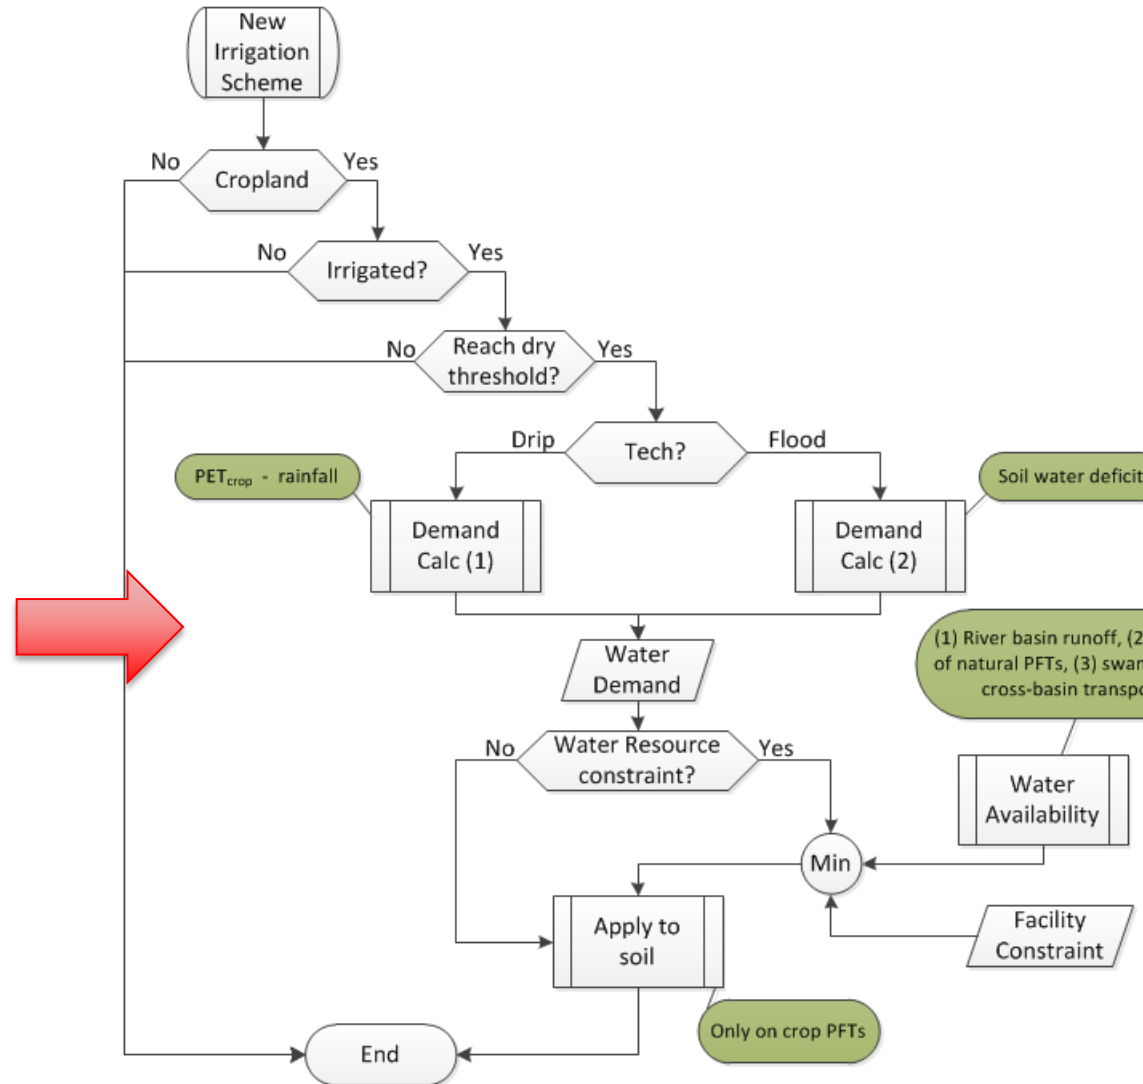 New
Irrigation
Scheme
No
Yes
Cropland
No
Yes
Irrigated?
No
Reach dry
threshold?
Yes
Drip
Tech?
Flood
PETcrop - rainfall
Soil water deficit
Demand
Calc (1)
Demand
Calc (2)
(1) River basin runoff, (2
of natural PFTs, (3)
cross-basin
Water
Demand
No
Water Resource
constraint?
Yes
Water
Availability
Min
Apply to
soil
Facility
Constraint
Only on crop PFTs
End